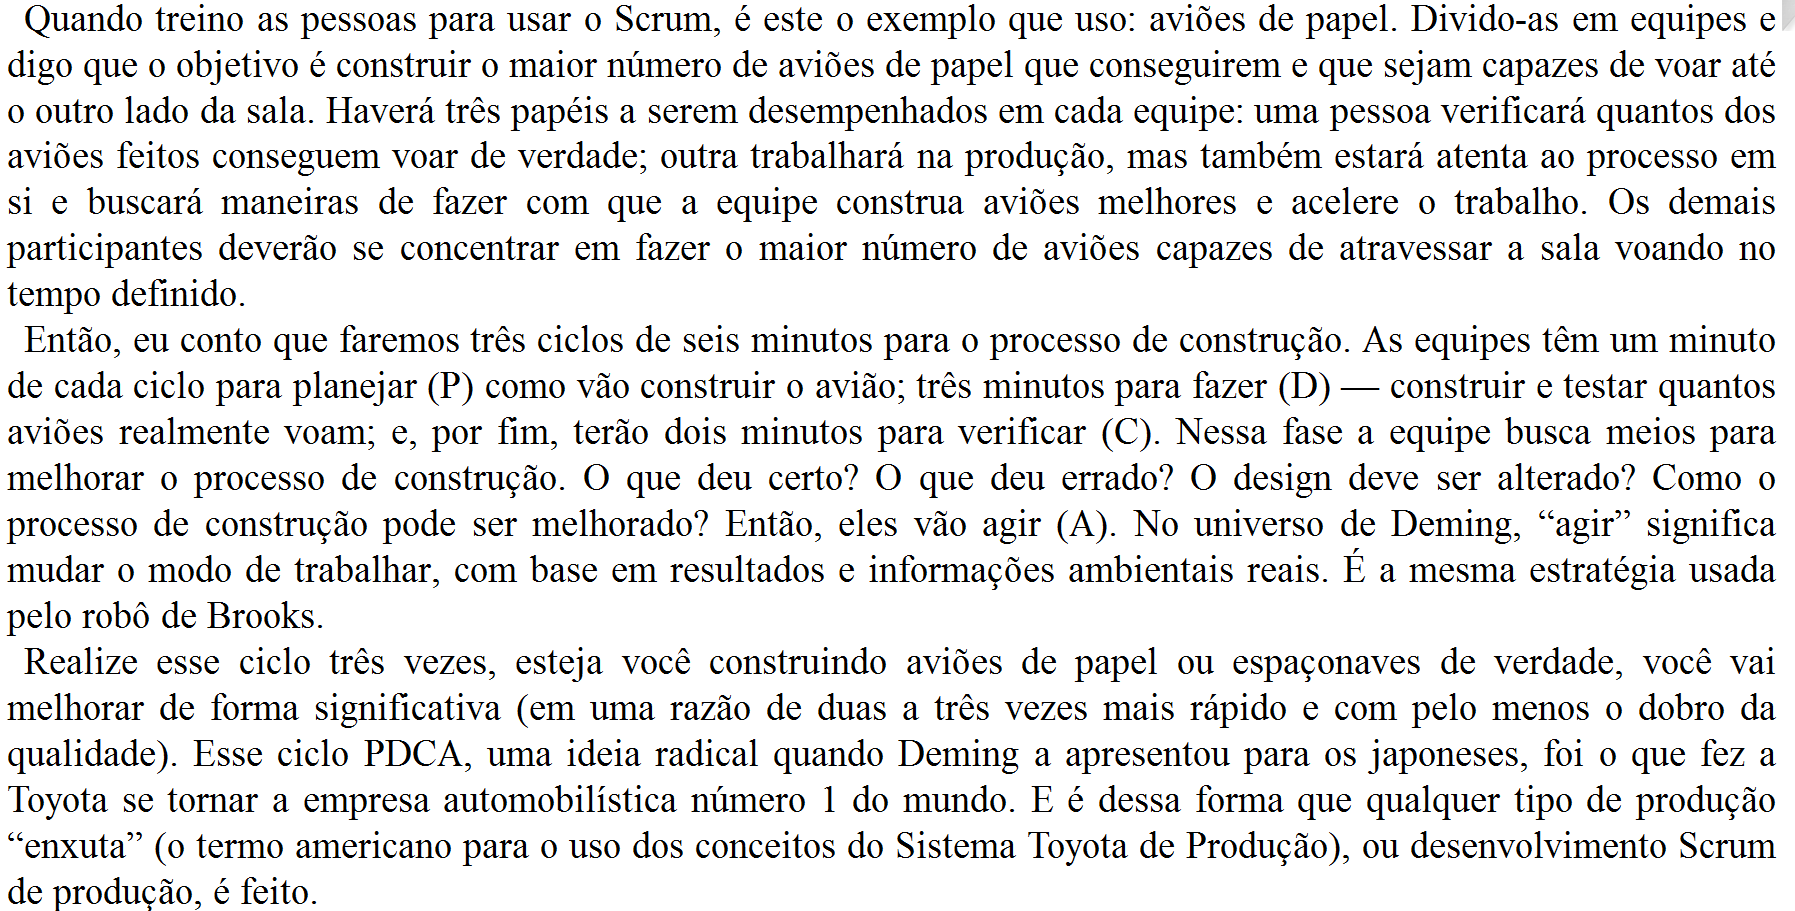 Quando treino as pessoas para usar o Scrum, é este o exemplo que uso: aviões de papel. Divido-as em equipes e
digo que o objetivo é construir o maior número de aviões de papel que conseguirem e que sejam capazes de voar até
o outro lado da sala. Haverá três papéis a serem desempenhados em cada equipe: uma pessoa verificará quantos dos
aviões feitos conseguem voar de verdade; outra trabalhará na produção, mas também estará atenta ao processo em
si e buscará maneiras de fazer com que a equipe construa aviões melhores e acelere o trabalho. Os demais
participantes deverão se concentrar em fazer o maior número de aviões capazes de atravessar a sala voando no
tempo definido.
Então, eu conto que faremos três ciclos de seis minutos para o processo de construção. As equipes têm um minuto
de cada ciclo para planejar (P) como vão construir o avião; três minutos para fazer (D) — construir e testar quantos
aviões realmente voam; e, por fim, terão dois minutos para verificar (C). Nessa fase a equipe busca meios para
melhorar o processo de construção. O que deu certo? O que deu errado? O design deve ser alterado? Como o
processo de construção pode ser melhorado? Então, eles vão agir (A). No universo de Deming, “agir” significa
mudar o modo de trabalhar, com base em resultados e informações ambientais reais. É a mesma estratégia usada
pelo robô de Brooks.
Realize esse ciclo três vezes, esteja você construindo aviões de papel ou espaçonaves de verdade, você vai
melhorar de forma significativa (em uma razão de duas a três vezes mais rápido e com pelo menos o dobro da
qualidade). Esse ciclo PDCA, uma ideia radical quando Deming a apresentou para os japoneses, foi o que fez a
Toyota se tornar a empresa automobilística número 1 do mundo. E é dessa forma que qualquer tipo de produção
“enxuta” (o termo americano para o uso dos conceitos do Sistema Toyota de Produção), ou desenvolvimento Scrum
de produção, é feito.